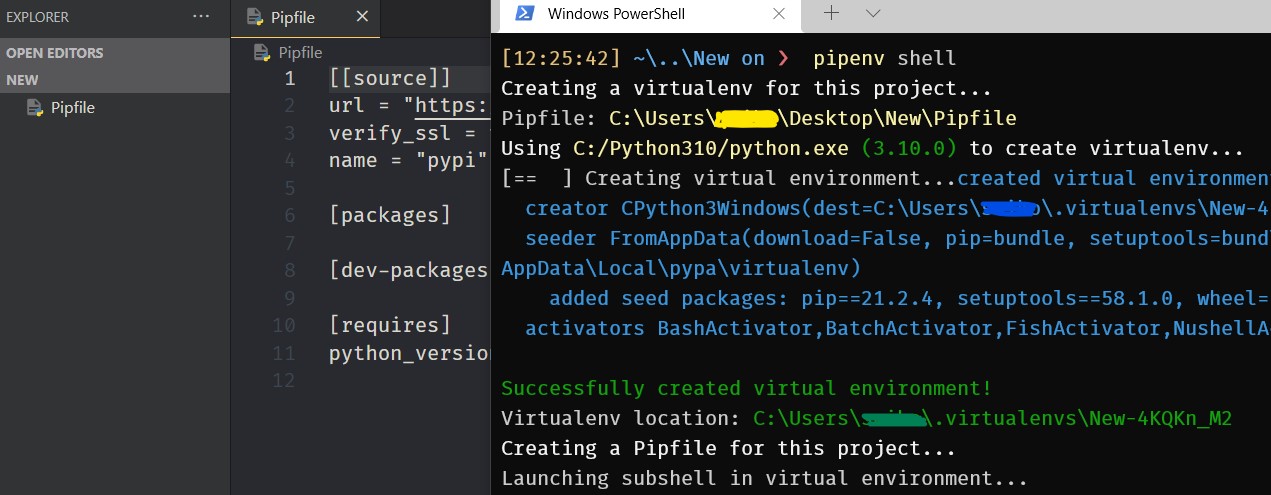 EXPLORER ...
OPEN EDITORS
NEW
Pipfile
Pipfile
Pipfile
1 [[source]]
2 url = "https:
3 verify_ssl =
4 name = "pypi"
5
6 [packages]
7
8 [dev-packages
9
10 [requires]
11 python_versio
12
Windows PowerShell
[12:25:42] ~\..\New on ❯ pipenv shell
Creating a virtualenv for this project...
Pipfile: C:\Users\ \Desktop\New\Pipfile
Using C:/Python310/python.exe (3.10.0) to create virtualenv...
[==  ] Creating virtual environment...created virtual environmen
creator CPython3Windows(dest=C:\Users\ \.virtualenvs\New-4
seeder FromAppData(download=False, pip=bundle, setuptools=bund
AppData\Local\pypa\virtualenv)
added seed packages: pip==21.2.4, setuptools==58.1.0, wheel=
activators BashActivator,BatchActivator,FishActivator,NushellA
Successfully created virtual environment!
Virtualenv location: C:\Users\ \.virtualenvs\New-4KQKn_M2
Creating a Pipfile for this project...
Launching subshell in virtual environment...